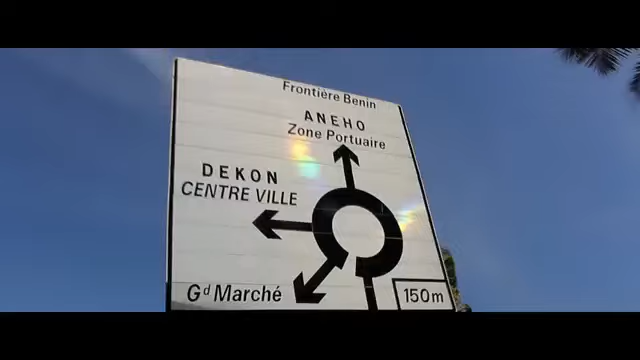 Frontière Benin
ANEHO
Zone Portuaire
DEKON
CENTRE VILLE
Gd Marché
150m